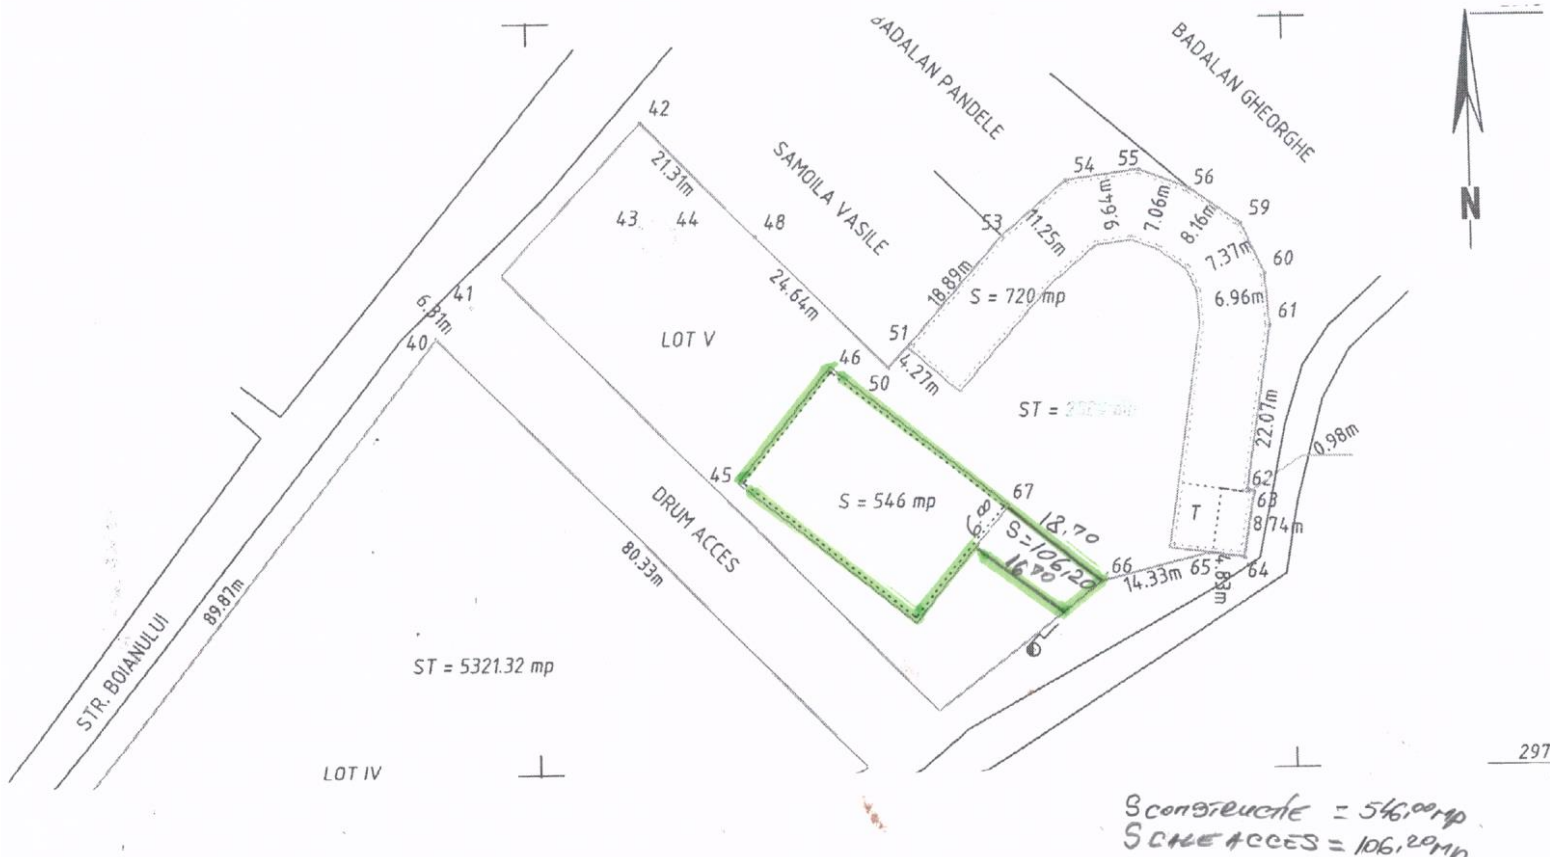 BADALAN PANDELE
BADALAN GHEORGHE
SAMOILA VASILE
N
42
21.31m
43
44
48
24.64m
41
6.81m
40
LOT V
51
4.27m
18.89m
53
11.25m
54
55
9.64m
7.06m
56
8.16m
59
7.37m
60
6.96m
61
S = 720 mp
46
50
ST =
22.07m
0.98m
62
63
8.74m
T
64
65
4.83m
14.33m
66
67
45
S = 546 mp
18,70
S=106,20
16,70
DRUM ACCES
80.33m
89.87m
STR. BOIANULUI
ST = 5321.32 mp
LOT IV
297
S construcție = 546,00 mp
S CALE ACCES = 106,20 mp